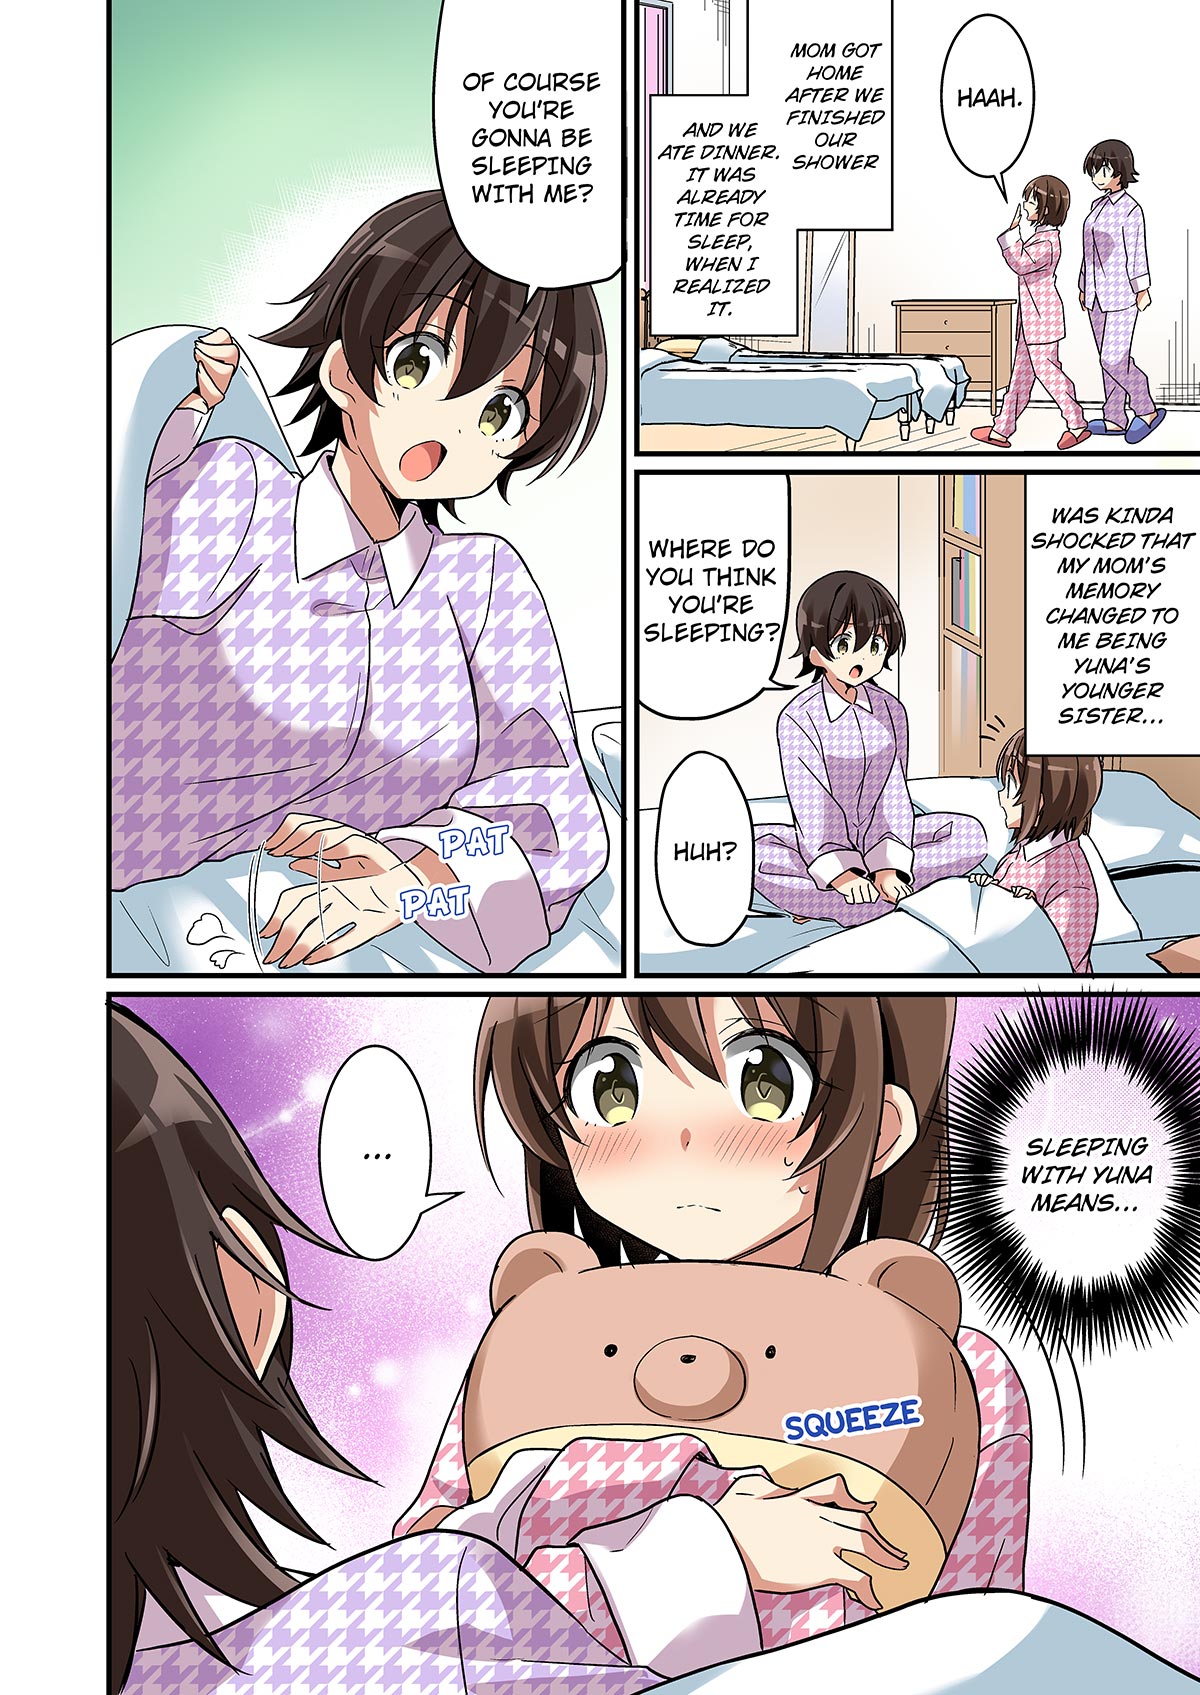 HAAH.
MOM GOT
HOME
AFTER WE
FINISHED
OUR
SHOWER
AND WE
ATE DINNER.
IT WAS
ALREADY
TIME FOR
SLEEP,
WHEN I
REALIZED
IT.
WAS KINDA
SHOCKED THAT
MY MOM'S
MEMORY
CHANGED TO
ME BEING
YUNA'S
YOUNGER
SISTER...
WHERE DO
YOU THINK
YOU'RE
SLEEPING?
HUH?
OF COURSE
YOU'RE
GONNA BE
SLEEPING
WITH ME?
PAT
PAT
SLEEPING
WITH YUNA
MEANS...
...
SQUEEZE